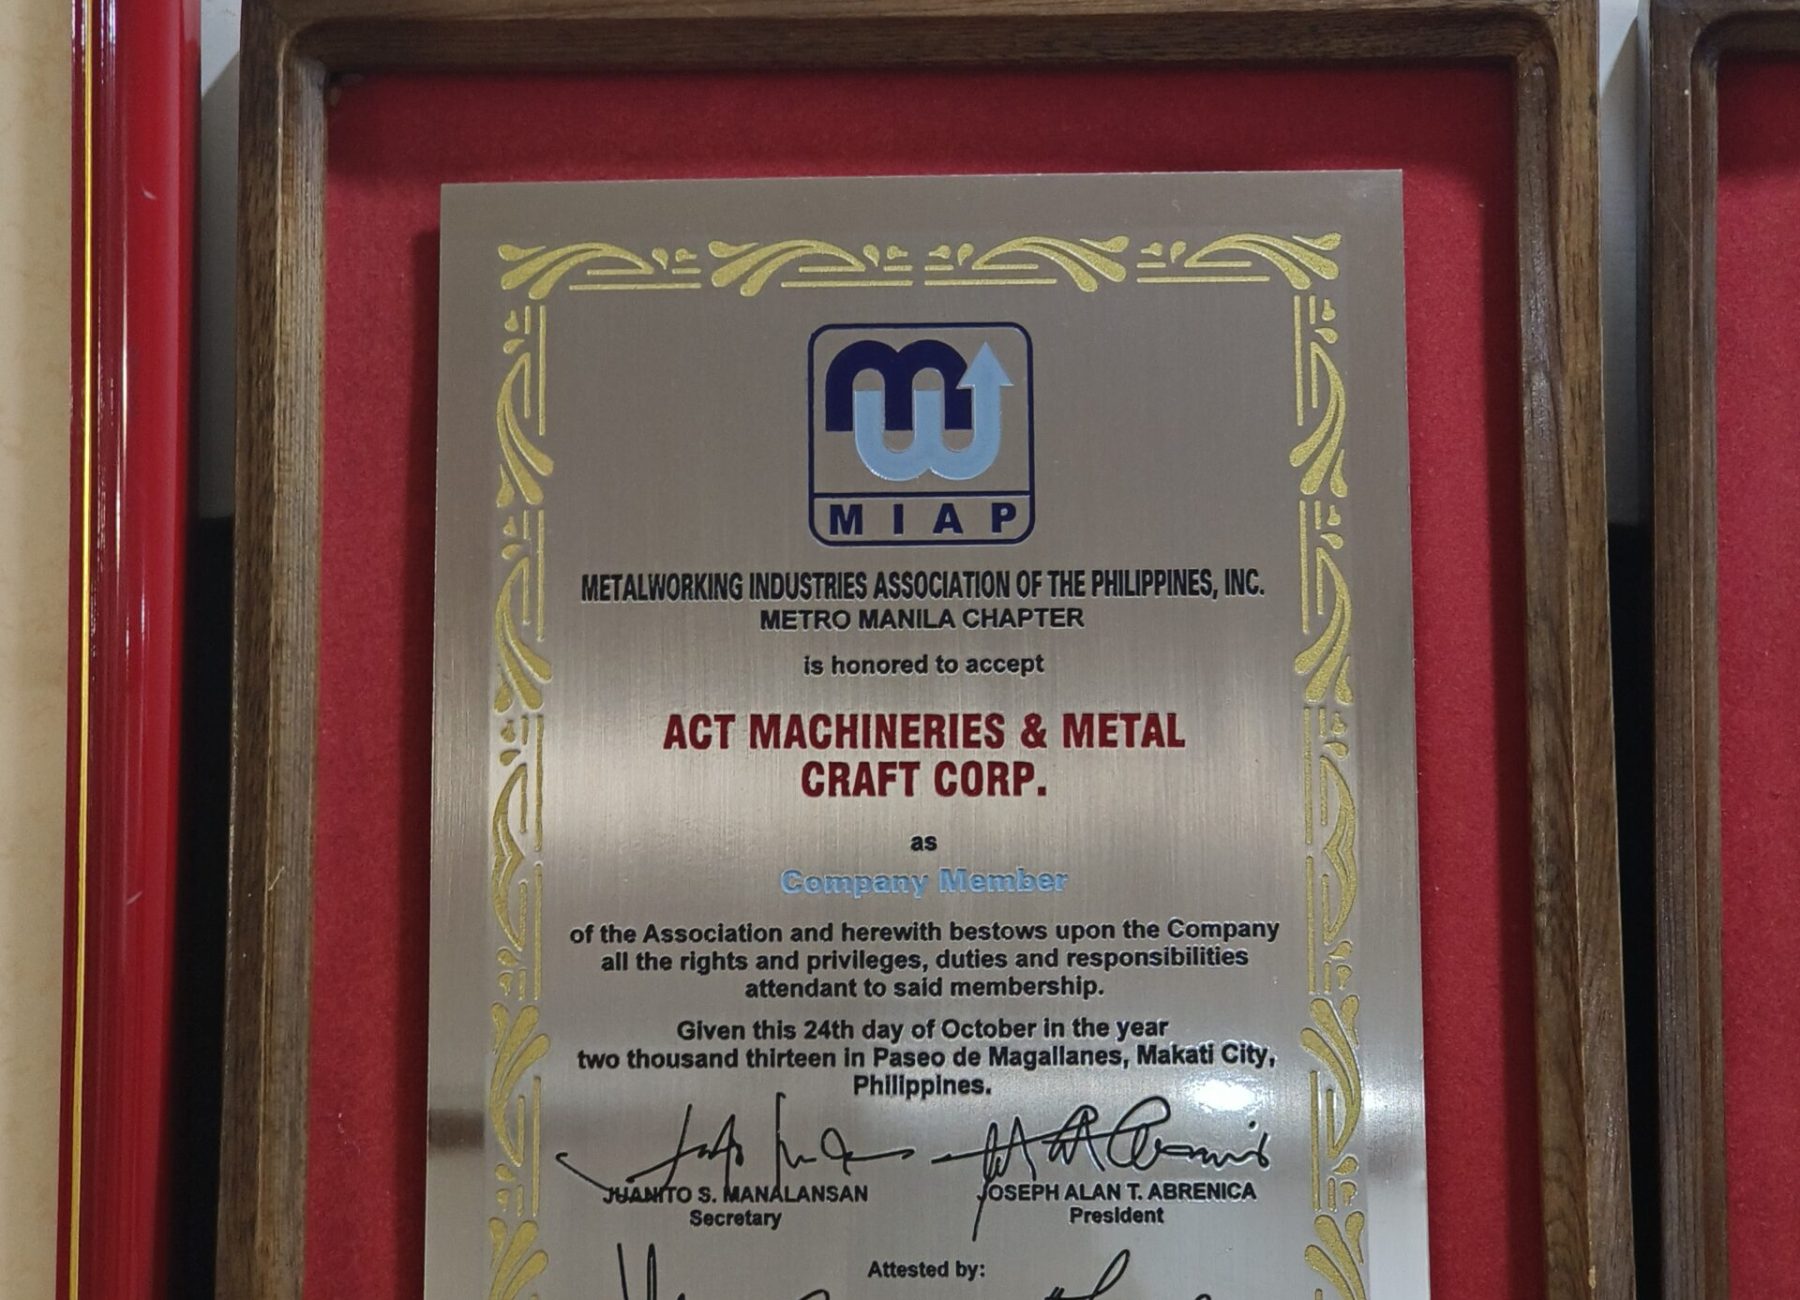 MIAP
METALWORKING INDUSTRIES ASSOCIATION OF THE PHILIPPINES, INC.
METRO MANILA CHAPTER
is honored to accept
ACT MACHINERIES & METAL
CRAFT CORP.
as
Company Member
of the Association and herewith bestows upon the Company
all the rights and privileges, duties and responsibilities
attendant to said membership.
Given this 24th day of October in the year
two thousand thirteen in Paseo de Magallanes, Makati City,
Philippines.
JUANITO S. MANALANSAN
Secretary
JOSEPH ALAN T. ABRENICA
President
Attested by: